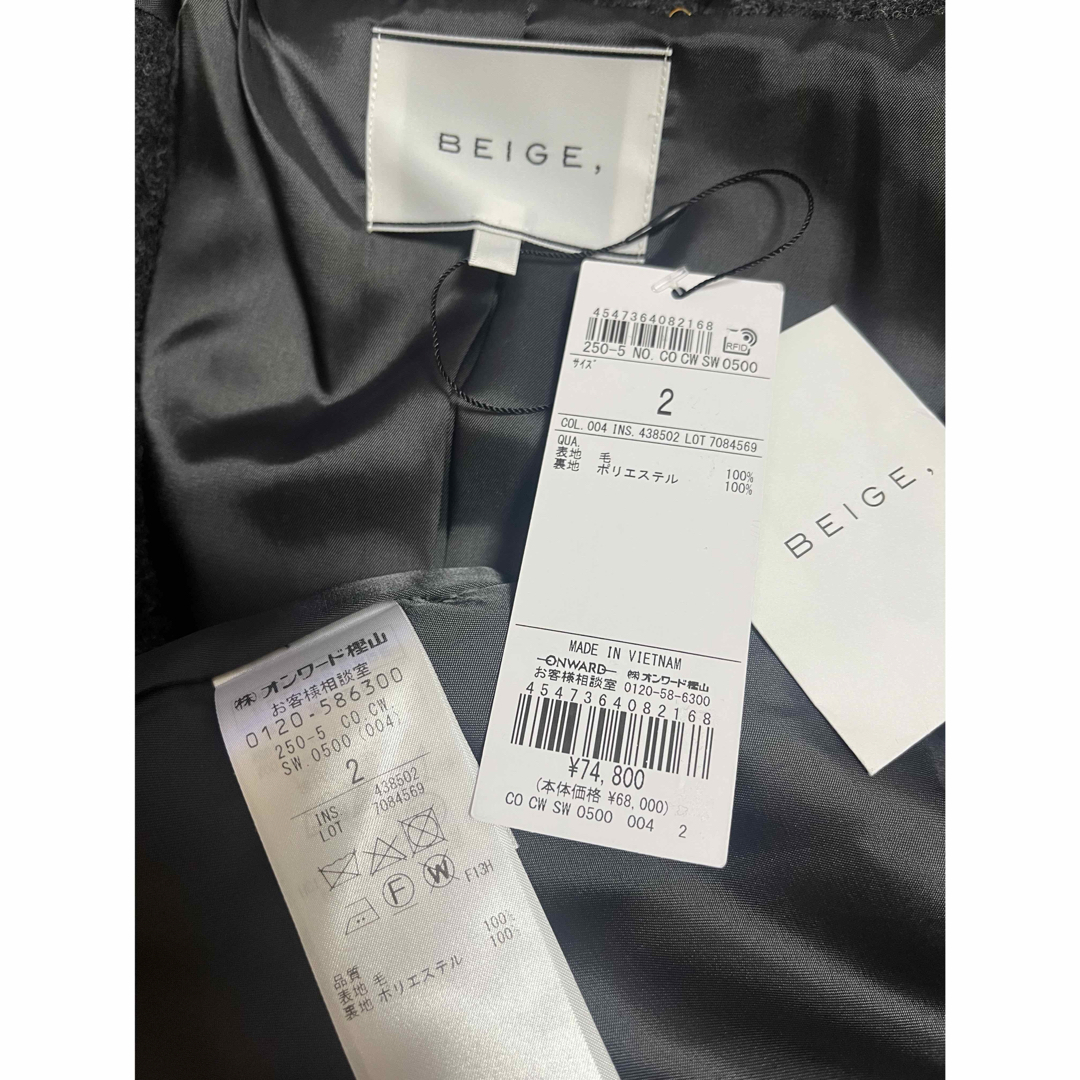 BEIGE,
4547364082168
RFID
250-5 NO. CO CW SW 0500
サイズ
2
COL. 004 INS. 438502 LOT 7084569
QUA.
表地 毛 100%
裏地 ポリエステル 100%
MADE IN VIETNAM
ONWARD ㈱オンワード樫山
お客様相談室 0120-58-6300
4547364082168
¥74,800
(本体価格 ¥68,000)
CO CW SW 0500 004 2
BEIGE,
㈱オンワード樫山
お客様相談室
0120-586300
250-5 CO CW
SW 0500 (004)
2
INS 438502
LOT 7084569
F W F13H
品質
表地 毛 100%
裏地 ポリエステル 100%